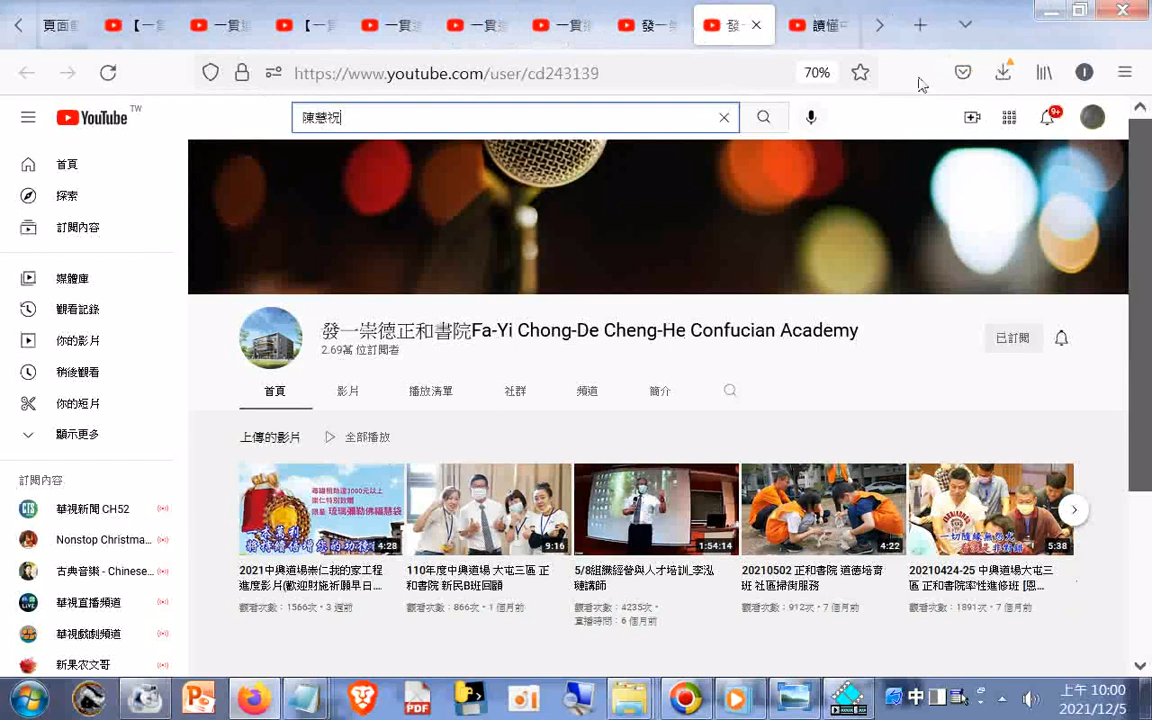 頁面
【一
一貫
【一
一貫
一貫
一貫
發一
發一
讀懂
https://www.youtube.com/user/cd243139
70%
YouTube TW
陳慧祝
9+
首頁
探索
訂閱內容
媒體庫
觀看記錄
你的影片
稍後觀看
你的短片
顯示更多
訂閱內容
華視新聞 CH52
Nonstop Christma...
古典音樂 - Chinese...
華視直播頻道
華視戲劇頻道
新果农文哥
發一崇德正和書院Fa-Yi Chong-De Cheng-He Confucian Academy
2.69萬 位訂閱者
已訂閱
首頁 影片 播放清單 社群 頻道 簡介
上傳的影片 全部播放
4:28
9:16
1:54:14
4:22
5:38
2021中興道場崇仁我的家工程
進度影片(歡迎財施祈願早日...
觀看次數：1566次・3 週前
110年度中興道場 大屯三區 正
和書院 新民B班回顧
觀看次數：866次・1 個月前
5/8組織經營與人才培訓_李泓
璉講師
觀看次數：4235次・
直播時間：6 個月前
20210502 正和書院 道德培育
班 社區掃街服務
觀看次數：912次・7 個月前
20210424-25 中興道場大屯三
區 正和書院率性進修班 [恩...
觀看次數：1891次・7 個月前
中
上午 10:00
2021/12/5